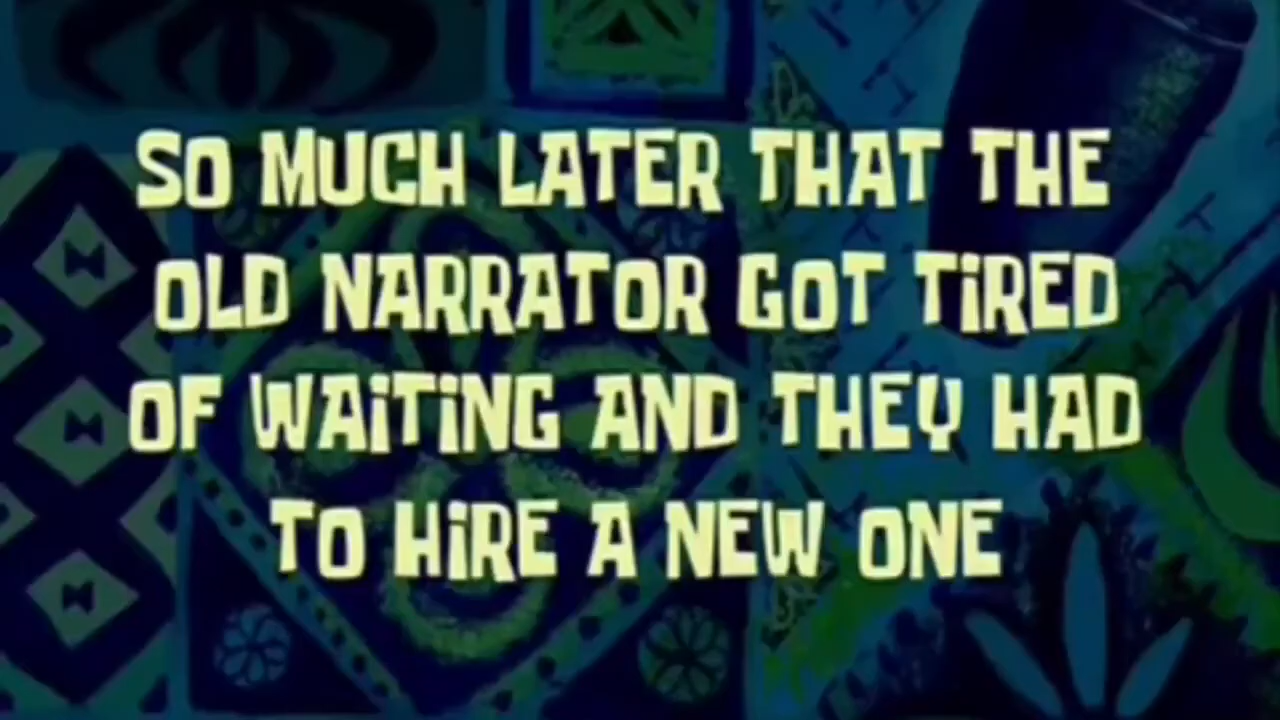 SO MUCH LATER THAT THE
OLD NARRATOR GOT TiRED
OF WAiTiNG AND THEY HAD
TO HiRE A NEW ONE